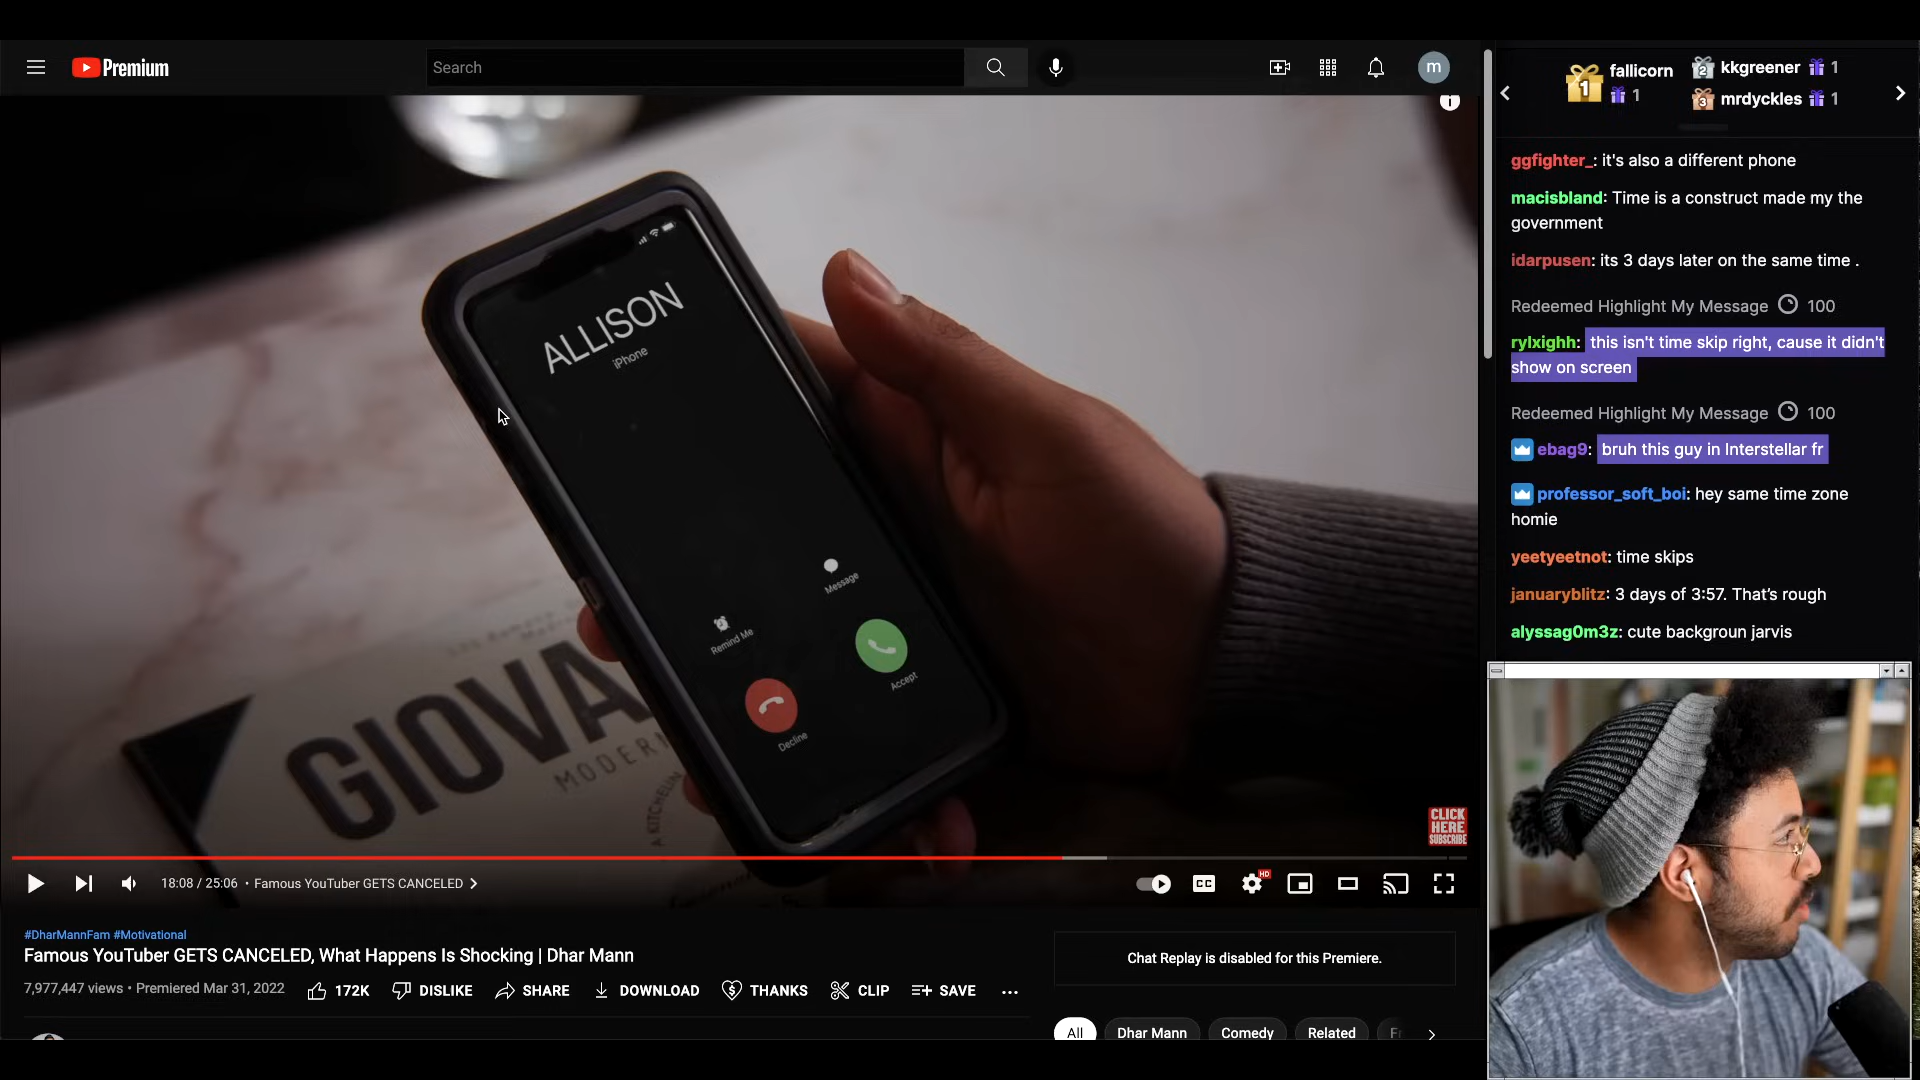 Premium
Search
m
1
fallicorn
1
2
kkgreener
1
3
mrdyckles
1
ggfighter_: it's also a different phone
macisbland: Time is a construct made my the
government
idarpusen: its 3 days later on the same time .
Redeemed Highlight My Message 100
rylxighh: this isn't time skip right, cause it didn't
show on screen
Redeemed Highlight My Message 100
ebag9: bruh this guy in Interstellar fr
professor_soft_boi: hey same time zone
homie
yeetyeetnot: time skips
januaryblitz: 3 days of 3:57. That's rough
alyssag0m3z: cute backgroun jarvis
ALLISON
iPhone
Message
Remind Me
Accept
Decline
GIOVA
MODERN
A KITCHEN
CLICK
HERE
SUBSCRIBE
18:08 / 25:06 • Famous YouTuber GETS CANCELED
CC
HD
#DharMannFam #Motivational
Famous YouTuber GETS CANCELED, What Happens Is Shocking | Dhar Mann
7,977,447 views • Premiered Mar 31, 2022
172K
DISLIKE
SHARE
DOWNLOAD
THANKS
CLIP
SAVE
Chat Replay is disabled for this Premiere.
All
Dhar Mann
Comedy
Related